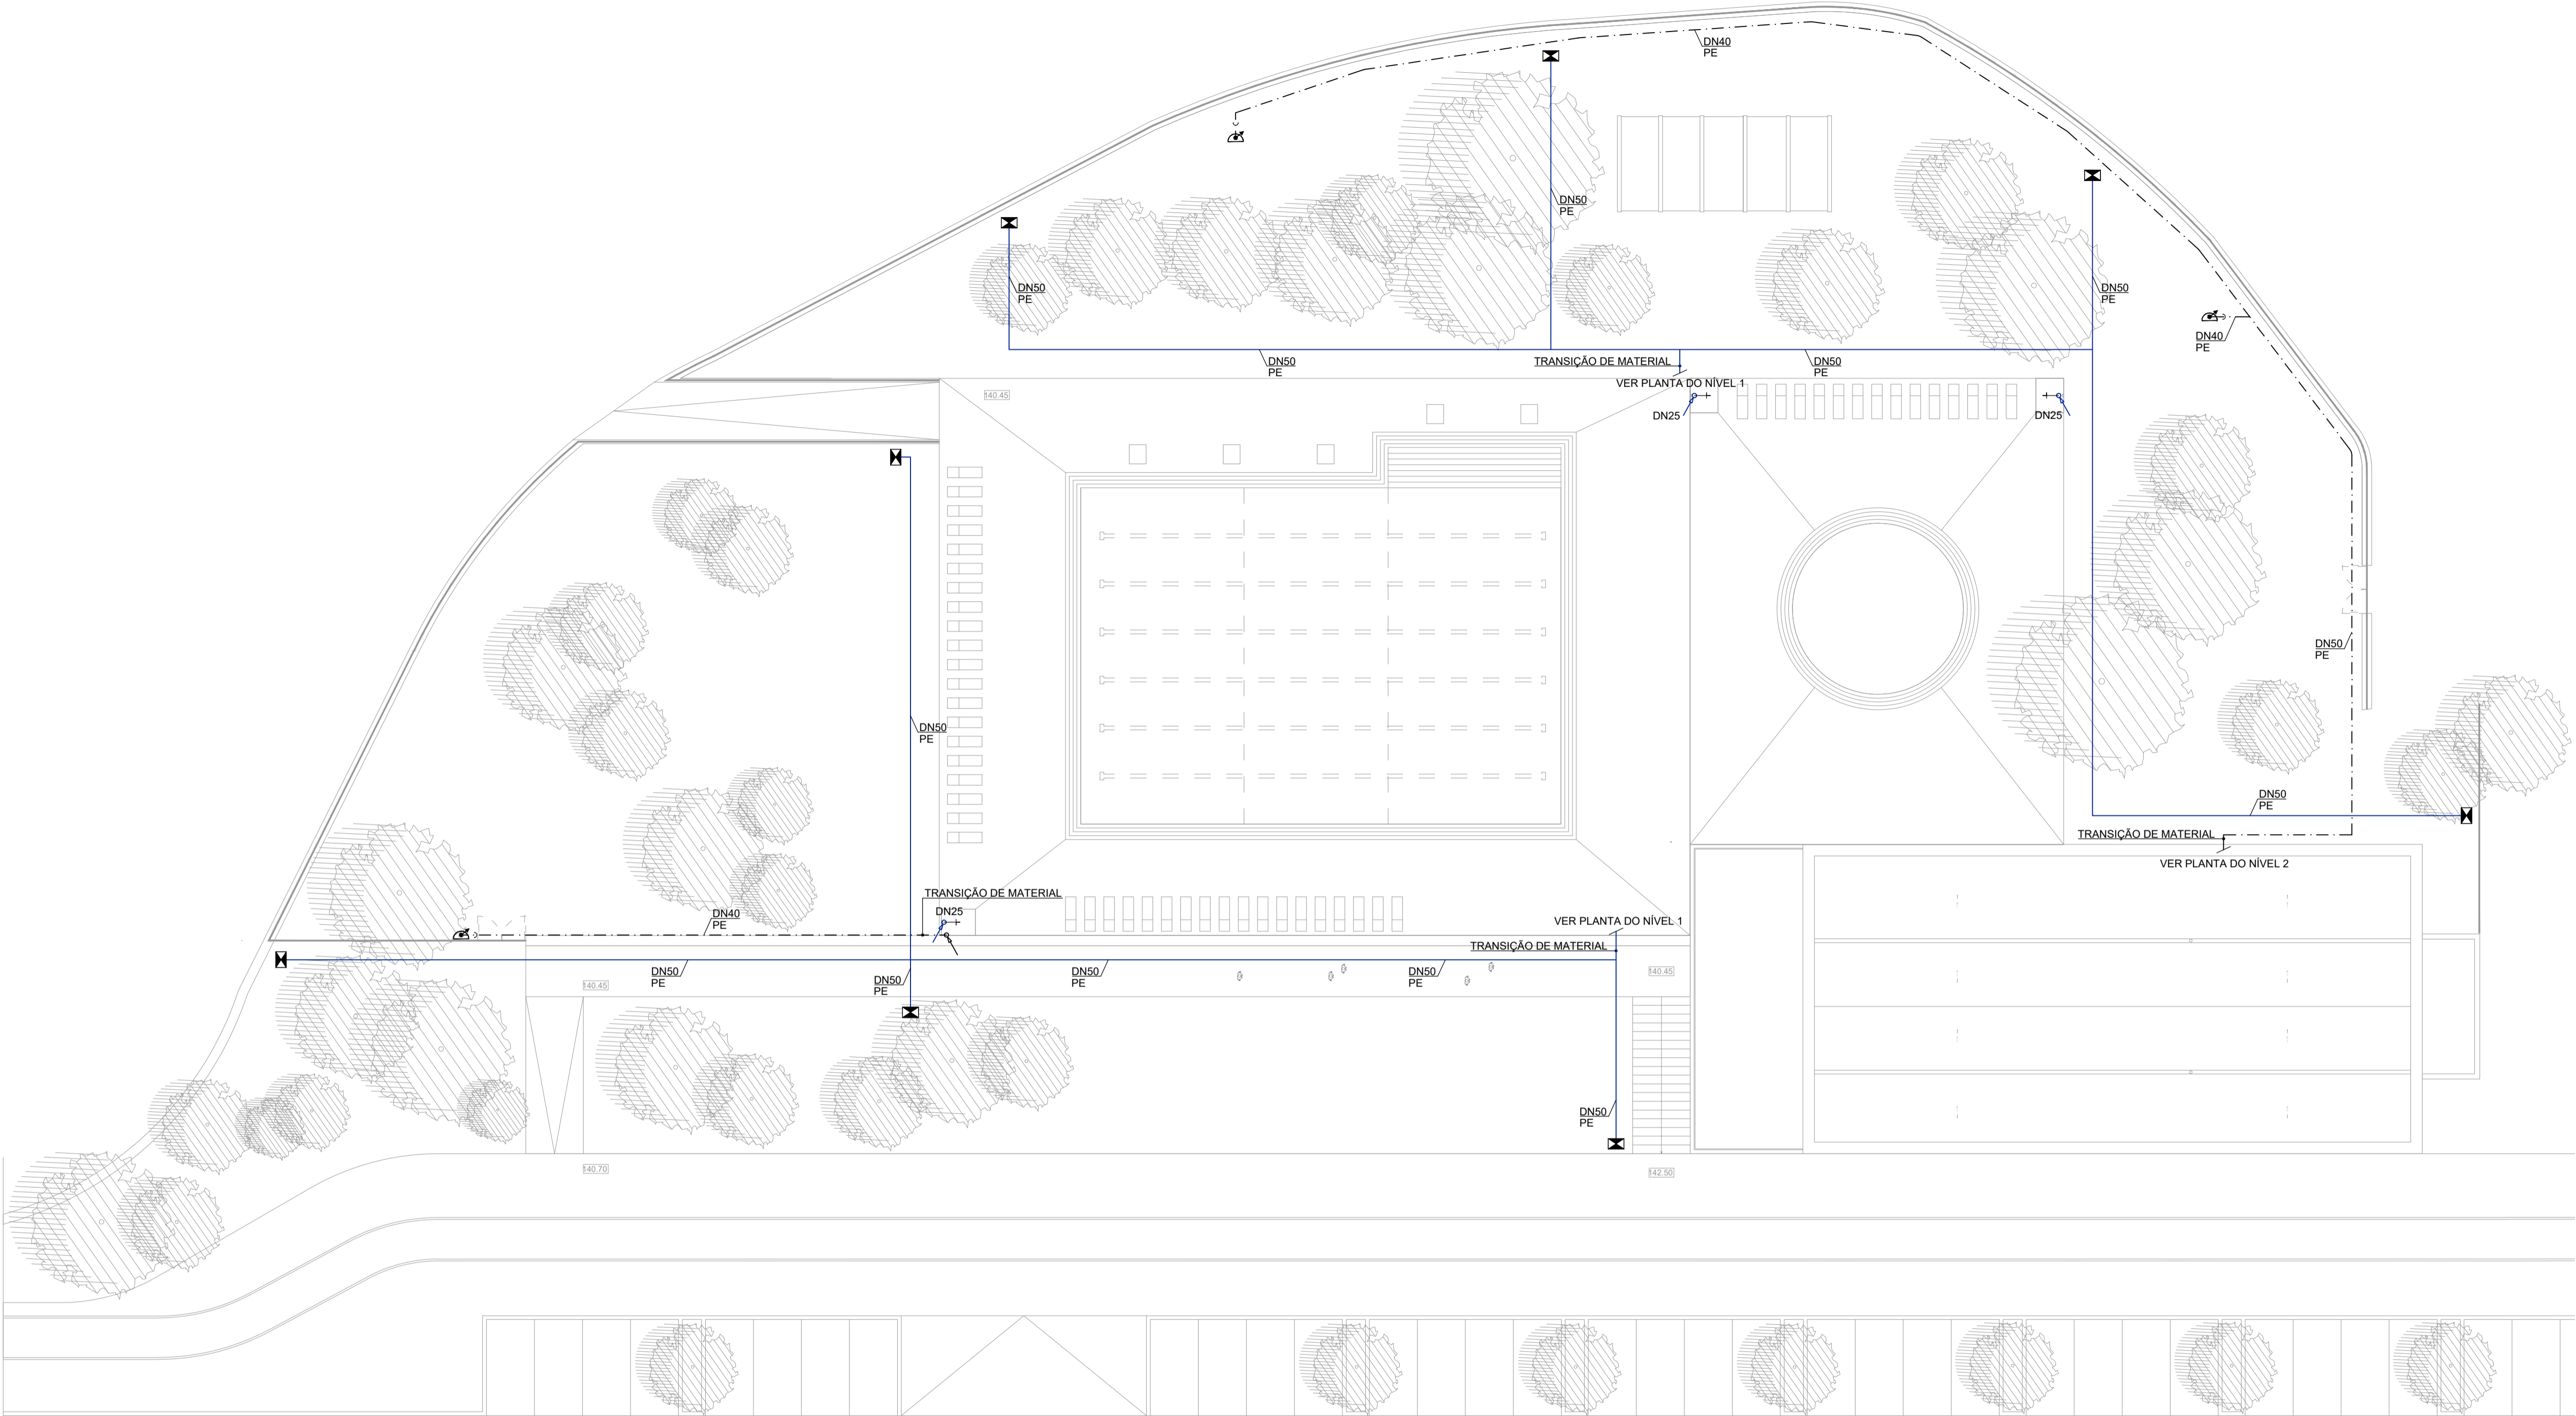 DN40
PE
DN50
PE
DN50
PE
DN50
PE
DN40
PE
DN50
PE
TRANSIÇÃO DE MATERIAL
DN50
PE
VER PLANTA DO NÍVEL 1
140.45
DN25
DN25
DN50
PE
DN50
PE
DN50
PE
TRANSIÇÃO DE MATERIAL
VER PLANTA DO NÍVEL 2
TRANSIÇÃO DE MATERIAL
DN25
DN40
PE
VER PLANTA DO NÍVEL 1
TRANSIÇÃO DE MATERIAL
DN50
PE
DN50
PE
DN50
PE
DN50
PE
140.45
140.45
DN50
PE
140.70
142.50